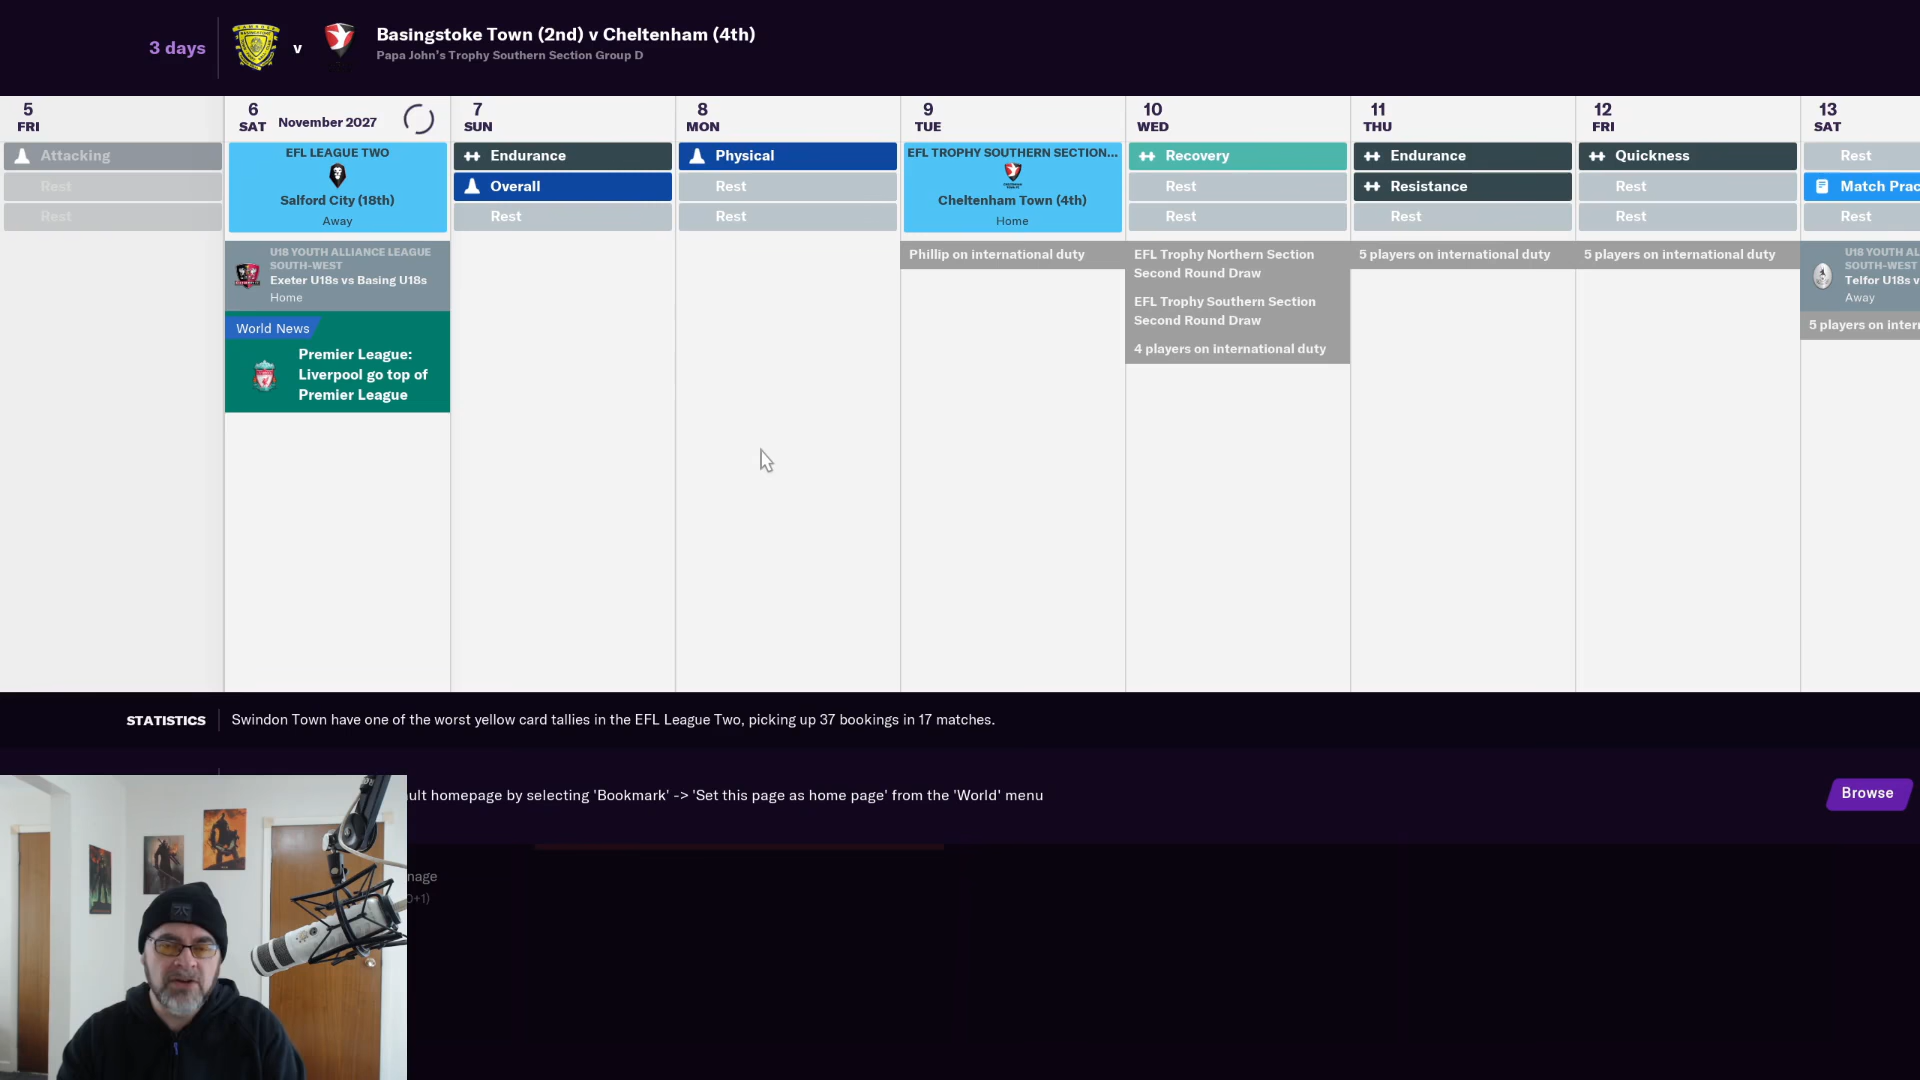 3 days
v
Basingstoke Town (2nd) v Cheltenham (4th)
Papa John's Trophy Southern Section Group D
5
FRI
Attacking
Rest
Rest
6
SAT
November 2027
EFL LEAGUE TWO
Salford City (18th)
Away
U18 YOUTH ALLIANCE LEAGUE
SOUTH-WEST
Exeter U18s vs Basing U18s
Home
World News
Premier League:
Liverpool go top of
Premier League
7
SUN
Endurance
Overall
Rest
8
MON
Physical
Rest
Rest
9
TUE
EFL TROPHY SOUTHERN SECTION...
Cheltenham Town (4th)
Home
Phillip on international duty
10
WED
Recovery
Rest
Rest
EFL Trophy Northern Section
Second Round Draw
EFL Trophy Southern Section
Second Round Draw
4 players on international duty
11
THU
Endurance
Resistance
Rest
5 players on international duty
12
FRI
Quickness
Rest
Rest
5 players on international duty
13
SAT
Rest
Match Prac
Rest
U18 YOUTH AL
SOUTH-WEST
Telfor U18s v
Away
5 players on inter
STATISTICS
Swindon Town have one of the worst yellow card tallies in the EFL League Two, picking up 37 bookings in 17 matches.
ult homepage by selecting 'Bookmark' -> 'Set this page as home page' from the 'World' menu
Browse
nage
0+1)